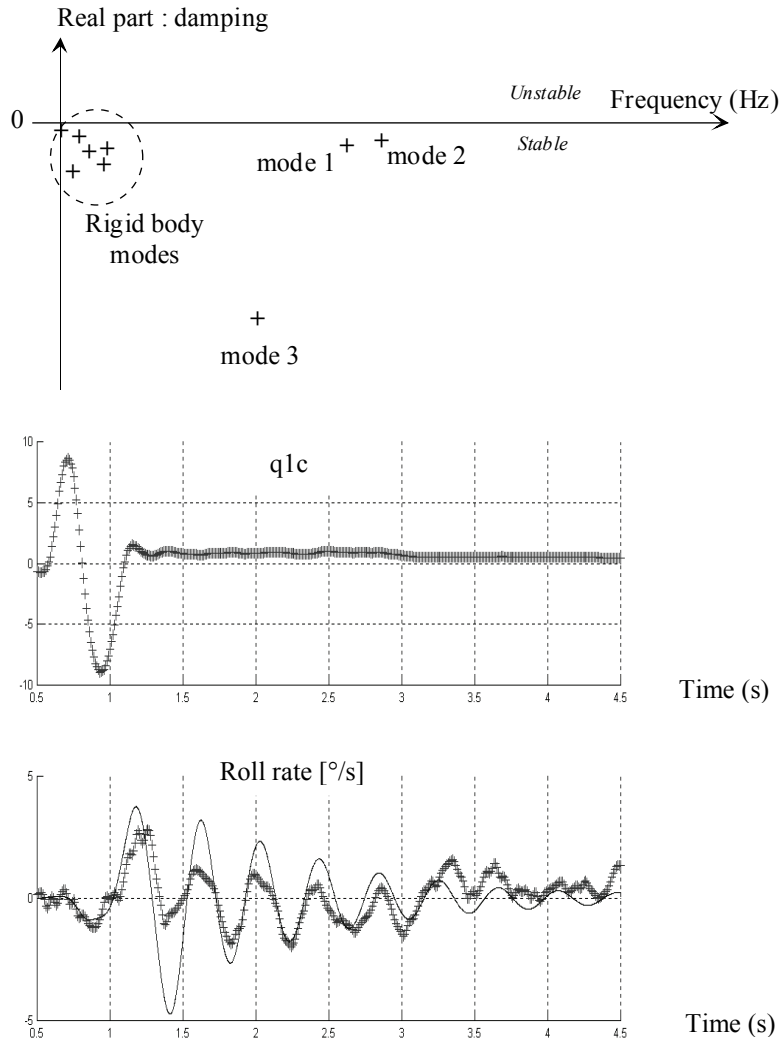 Real part : damping
Unstable
Frequency (Hz)
0
Stable
mode 1
mode 2
Rigid body
modes
mode 3
q1c
10
5
0
-5
-10
0.5 1 1.5 2 2.5 3 3.5 4 4.5
Time (s)
Roll rate [°/s]
5
0
-5
0.5 1 1.5 2 2.5 3 3.5 4 4.5
Time (s)